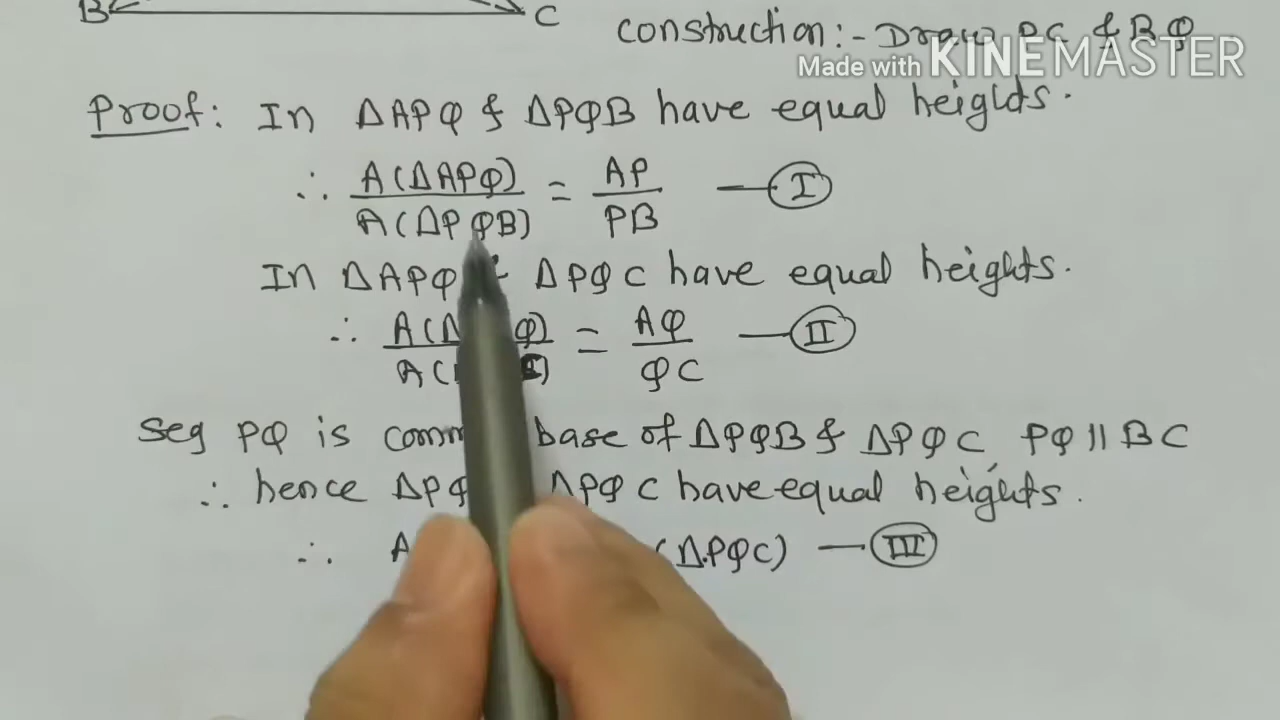 B C
construction:- Draw PC & BQ
Made with KINEMASTER
Proof: In ΔAPQ & ΔPQB have equal heights.
∴ A(ΔAPQ) / A(ΔPQB) = AP / PB — I
In ΔAPQ & ΔPQC have equal heights.
∴ A(Δ Q) / A( ) = AQ / QC — II
Seg PQ is base of ΔPQB & ΔPQC, PQ || BC
∴ hence ΔPQ ΔPQC have equal heights.
∴ A (ΔPQC) — III